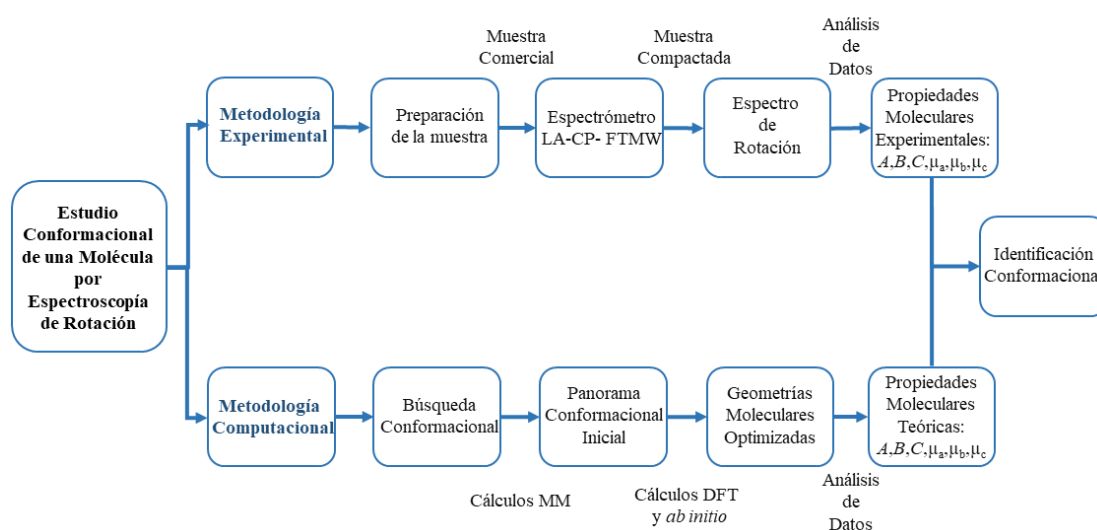 Muestra
Comercial
Muestra
Compactada
Análisis
de
Datos
Metodología
Experimental
Preparación
de la muestra
Espectrómetro
LA-CP- FTMW
Espectro
de
Rotación
Propiedades
Moleculares
Experimentales:
A,B,C,μa,μb,μc
Estudio
Conformacional
de una Molécula
por
Espectroscopía
de Rotación
Identificación
Conformaciona
Metodología
Computacional
Búsqueda
Conformacional
Panorama
Conformacional
Inicial
Geometrías
Moleculares
Optimizadas
Propiedades
Moleculares
Teóricas:
A,B,C,μa,μb,μc
Cálculos MM
Cálculos DFT
y ab initio
Análisis
de
Datos